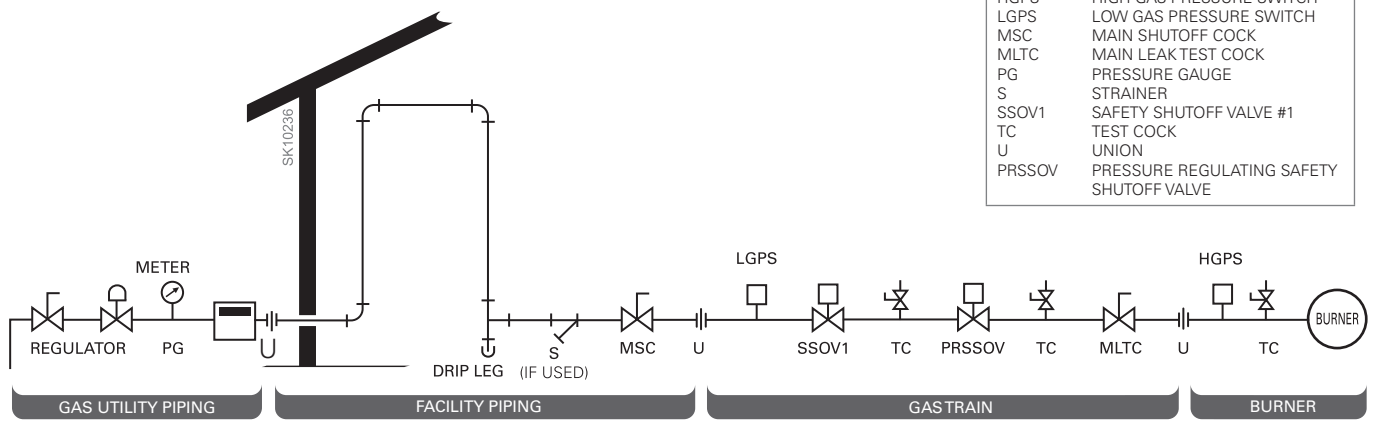 HGPS HIGH GAS PRESSURE SWITCH
LGPS LOW GAS PRESSURE SWITCH
MSC MAIN SHUTOFF COCK
MLTC MAIN LEAK TEST COCK
PG PRESSURE GAUGE
S STRAINER
SSOV1 SAFETY SHUTOFF VALVE #1
TC TEST COCK
U UNION
PRSSOV PRESSURE REGULATING SAFETY
SHUTOFF VALVE
SK10236
METER
LGPS
HGPS
REGULATOR PG U
DRIP LEG
S
(IF USED)
MSC U SSOV1 TC PRSSOV TC MLTC U TC
BURNER
GAS UTILITY PIPING
FACILITY PIPING
GAS TRAIN
BURNER